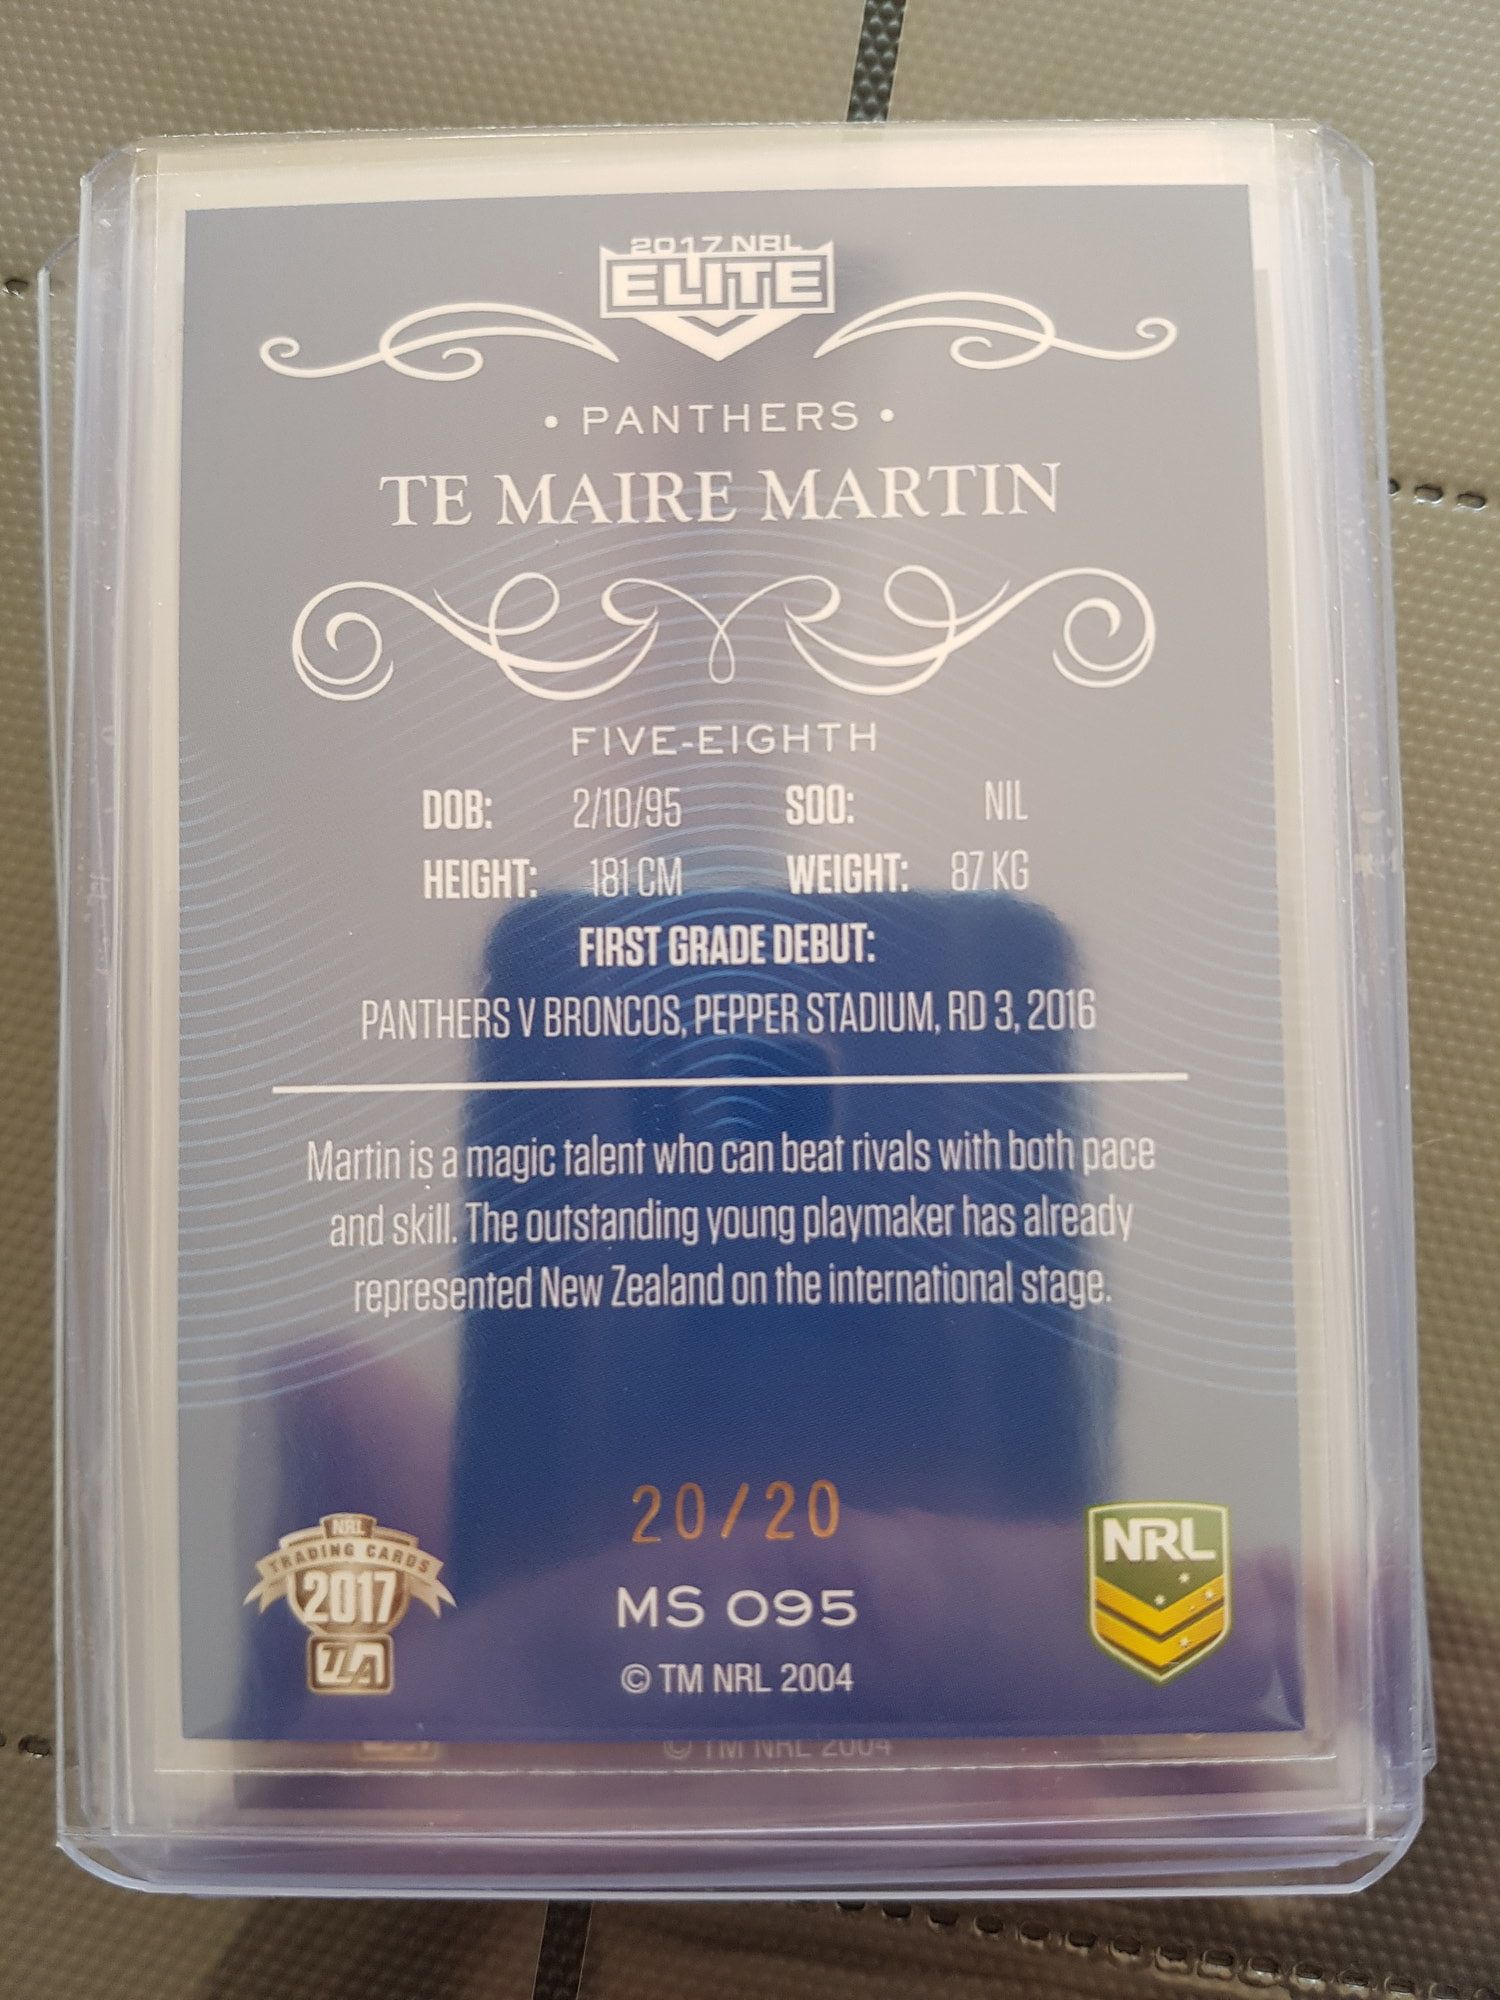 2017 NRL
ELITE
• PANTHERS •
TE MAIRE MARTIN
FIVE-EIGHTH
DOB: 2/10/95 SOO: NIL
HEIGHT: 181 CM WEIGHT: 87 KG
FIRST GRADE DEBUT:
PANTHERS V BRONCOS, PEPPER STADIUM, RD 3, 2016
Martin is a magic talent who can beat rivals with both pace
and skill. The outstanding young playmaker has already
represented New Zealand on the international stage.
20/20
NRL
TRADING CARDS
2017
TLA
MS 095
© TM NRL 2004
NRL
© TM NRL 2004